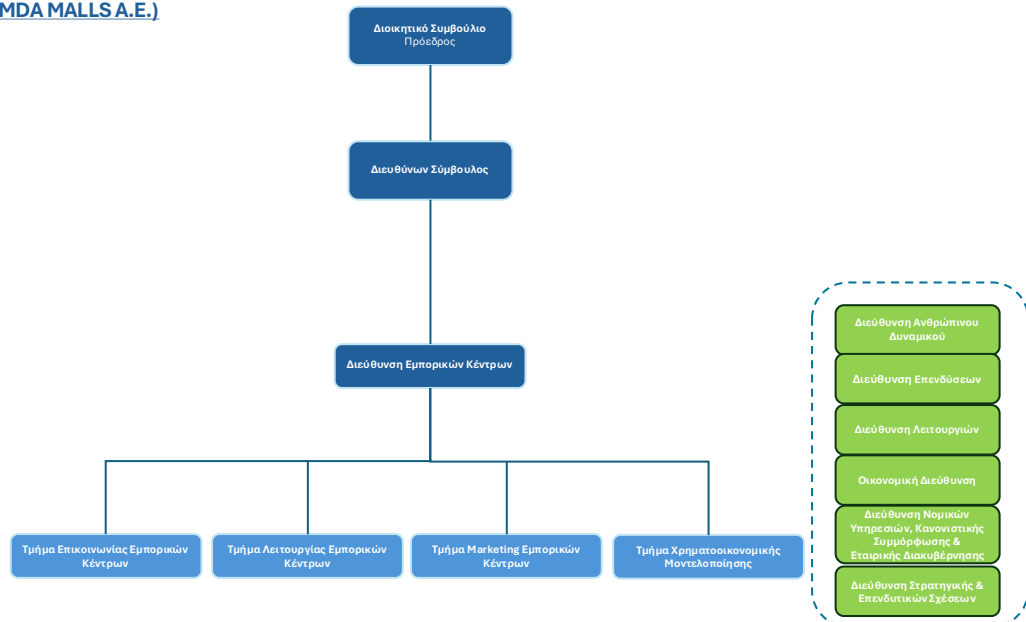 MDA MALLS A.E.)
Διοικητικό Συμβούλιο
Πρόεδρος
Διευθύνων Σύμβουλος
Διεύθυνση Εμπορικών Κέντρων
Τμήμα Επικοινωνίας Εμπορικών
Κέντρων
Τμήμα Λειτουργίας Εμπορικών
Κέντρων
Τμήμα Marketing Εμπορικών
Κέντρων
Τμήμα Χρηματοοικονομικής
Μοντελοποίησης
Διεύθυνση Ανθρώπινου
Δυναμικού
Διεύθυνση Επενδύσεων
Διεύθυνση Λειτουργιών
Οικονομική Διεύθυνση
Διεύθυνση Νομικών
Υπηρεσιών, Κανονιστικής
Συμμόρφωσης &
Εταιρικής Διακυβέρνησης
Διεύθυνση Στρατηγικής &
Επενδυτικών Σχέσεων